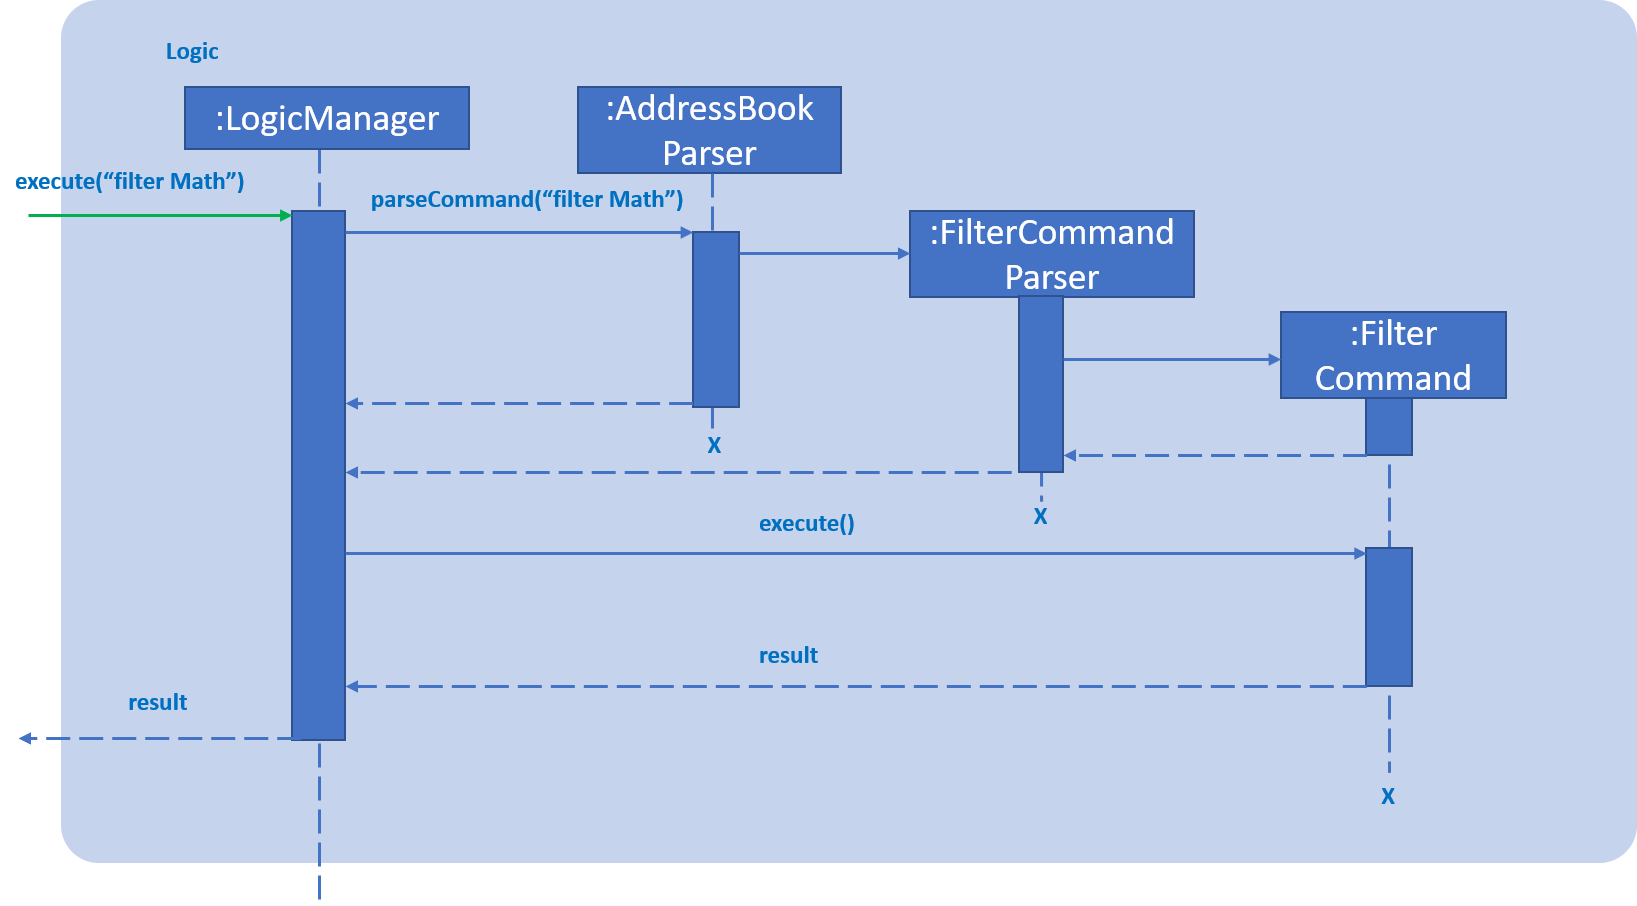 Logic
:LogicManager
:AddressBook
Parser
execute(“filter Math”)
parseCommand(“filter Math”)
:FilterCommand
Parser
:Filter
Command
X
X
execute()
result
result
X